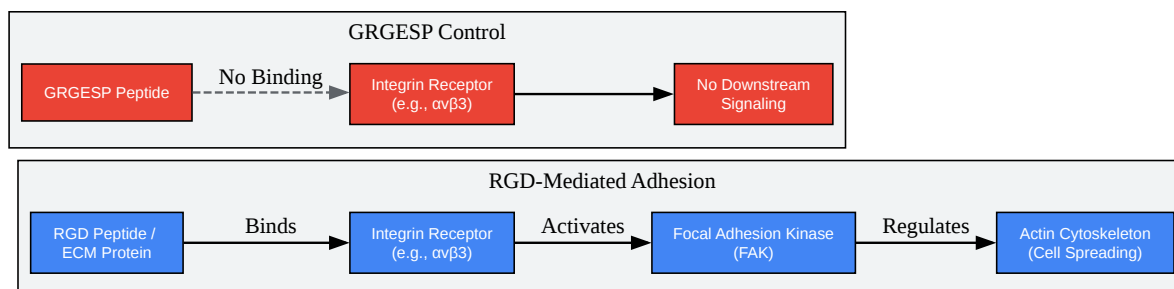 GRGESP Control
GRGESP Peptide
No Binding
Integrin Receptor
(e.g., αvβ3)
No Downstream
Signaling
RGD-Mediated Adhesion
RGD Peptide /
ECM Protein
Binds
Integrin Receptor
(e.g., αvβ3)
Activates
Focal Adhesion Kinase
(FAK)
Regulates
Actin Cytoskeleton
(Cell Spreading)